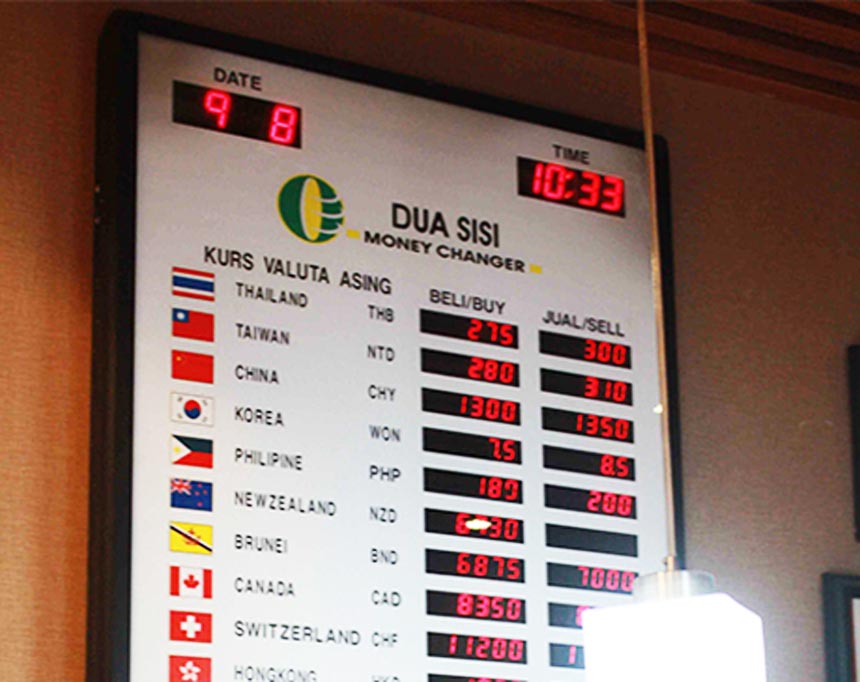 DATE
9 8
TIME
10:33
DUA SISI
MONEY CHANGER
KURS VALUTA ASING
BELI/BUY JUAL/SELL
THAILAND THB 275 300
TAIWAN NTD 280 310
CHINA CHY 1300 1350
KOREA WON 7.5 8.5
PHILIPINE PHP 180 200
NEWZEALAND NZD
BRUNEI BND 6875 7000
CANADA CAD 8350
SWITZERLAND CHF 11200
HONGKONG HKD